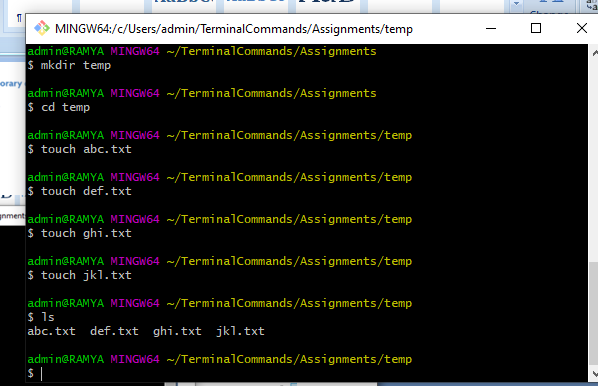 MINGW64:/c/Users/admin/TerminalCommands/Assignments/temp
admin@RAMYA MINGW64 ~/TerminalCommands/Assignments
$ mkdir temp
admin@RAMYA MINGW64 ~/TerminalCommands/Assignments
$ cd temp
admin@RAMYA MINGW64 ~/TerminalCommands/Assignments/temp
$ touch abc.txt
admin@RAMYA MINGW64 ~/TerminalCommands/Assignments/temp
$ touch def.txt
admin@RAMYA MINGW64 ~/TerminalCommands/Assignments/temp
$ touch ghi.txt
admin@RAMYA MINGW64 ~/TerminalCommands/Assignments/temp
$ touch jkl.txt
admin@RAMYA MINGW64 ~/TerminalCommands/Assignments/temp
$ ls
abc.txt  def.txt  ghi.txt  jkl.txt
admin@RAMYA MINGW64 ~/TerminalCommands/Assignments/temp
$